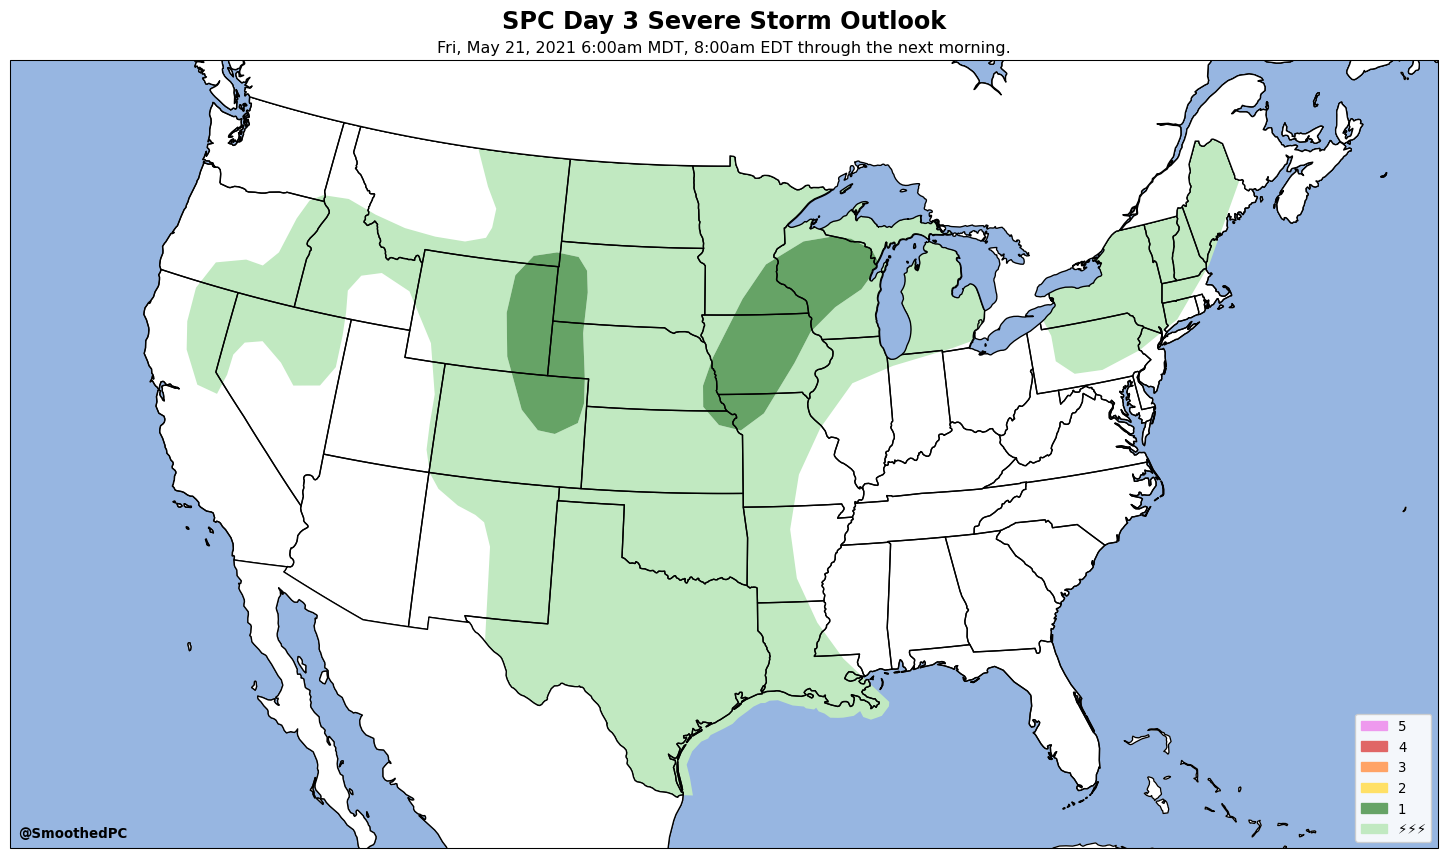 SPC Day 3 Severe Storm Outlook
Fri, May 21, 2021 6:00am MDT, 8:00am EDT through the next morning.
5
4
3
2
1
⚡⚡⚡
@SmoothedPC